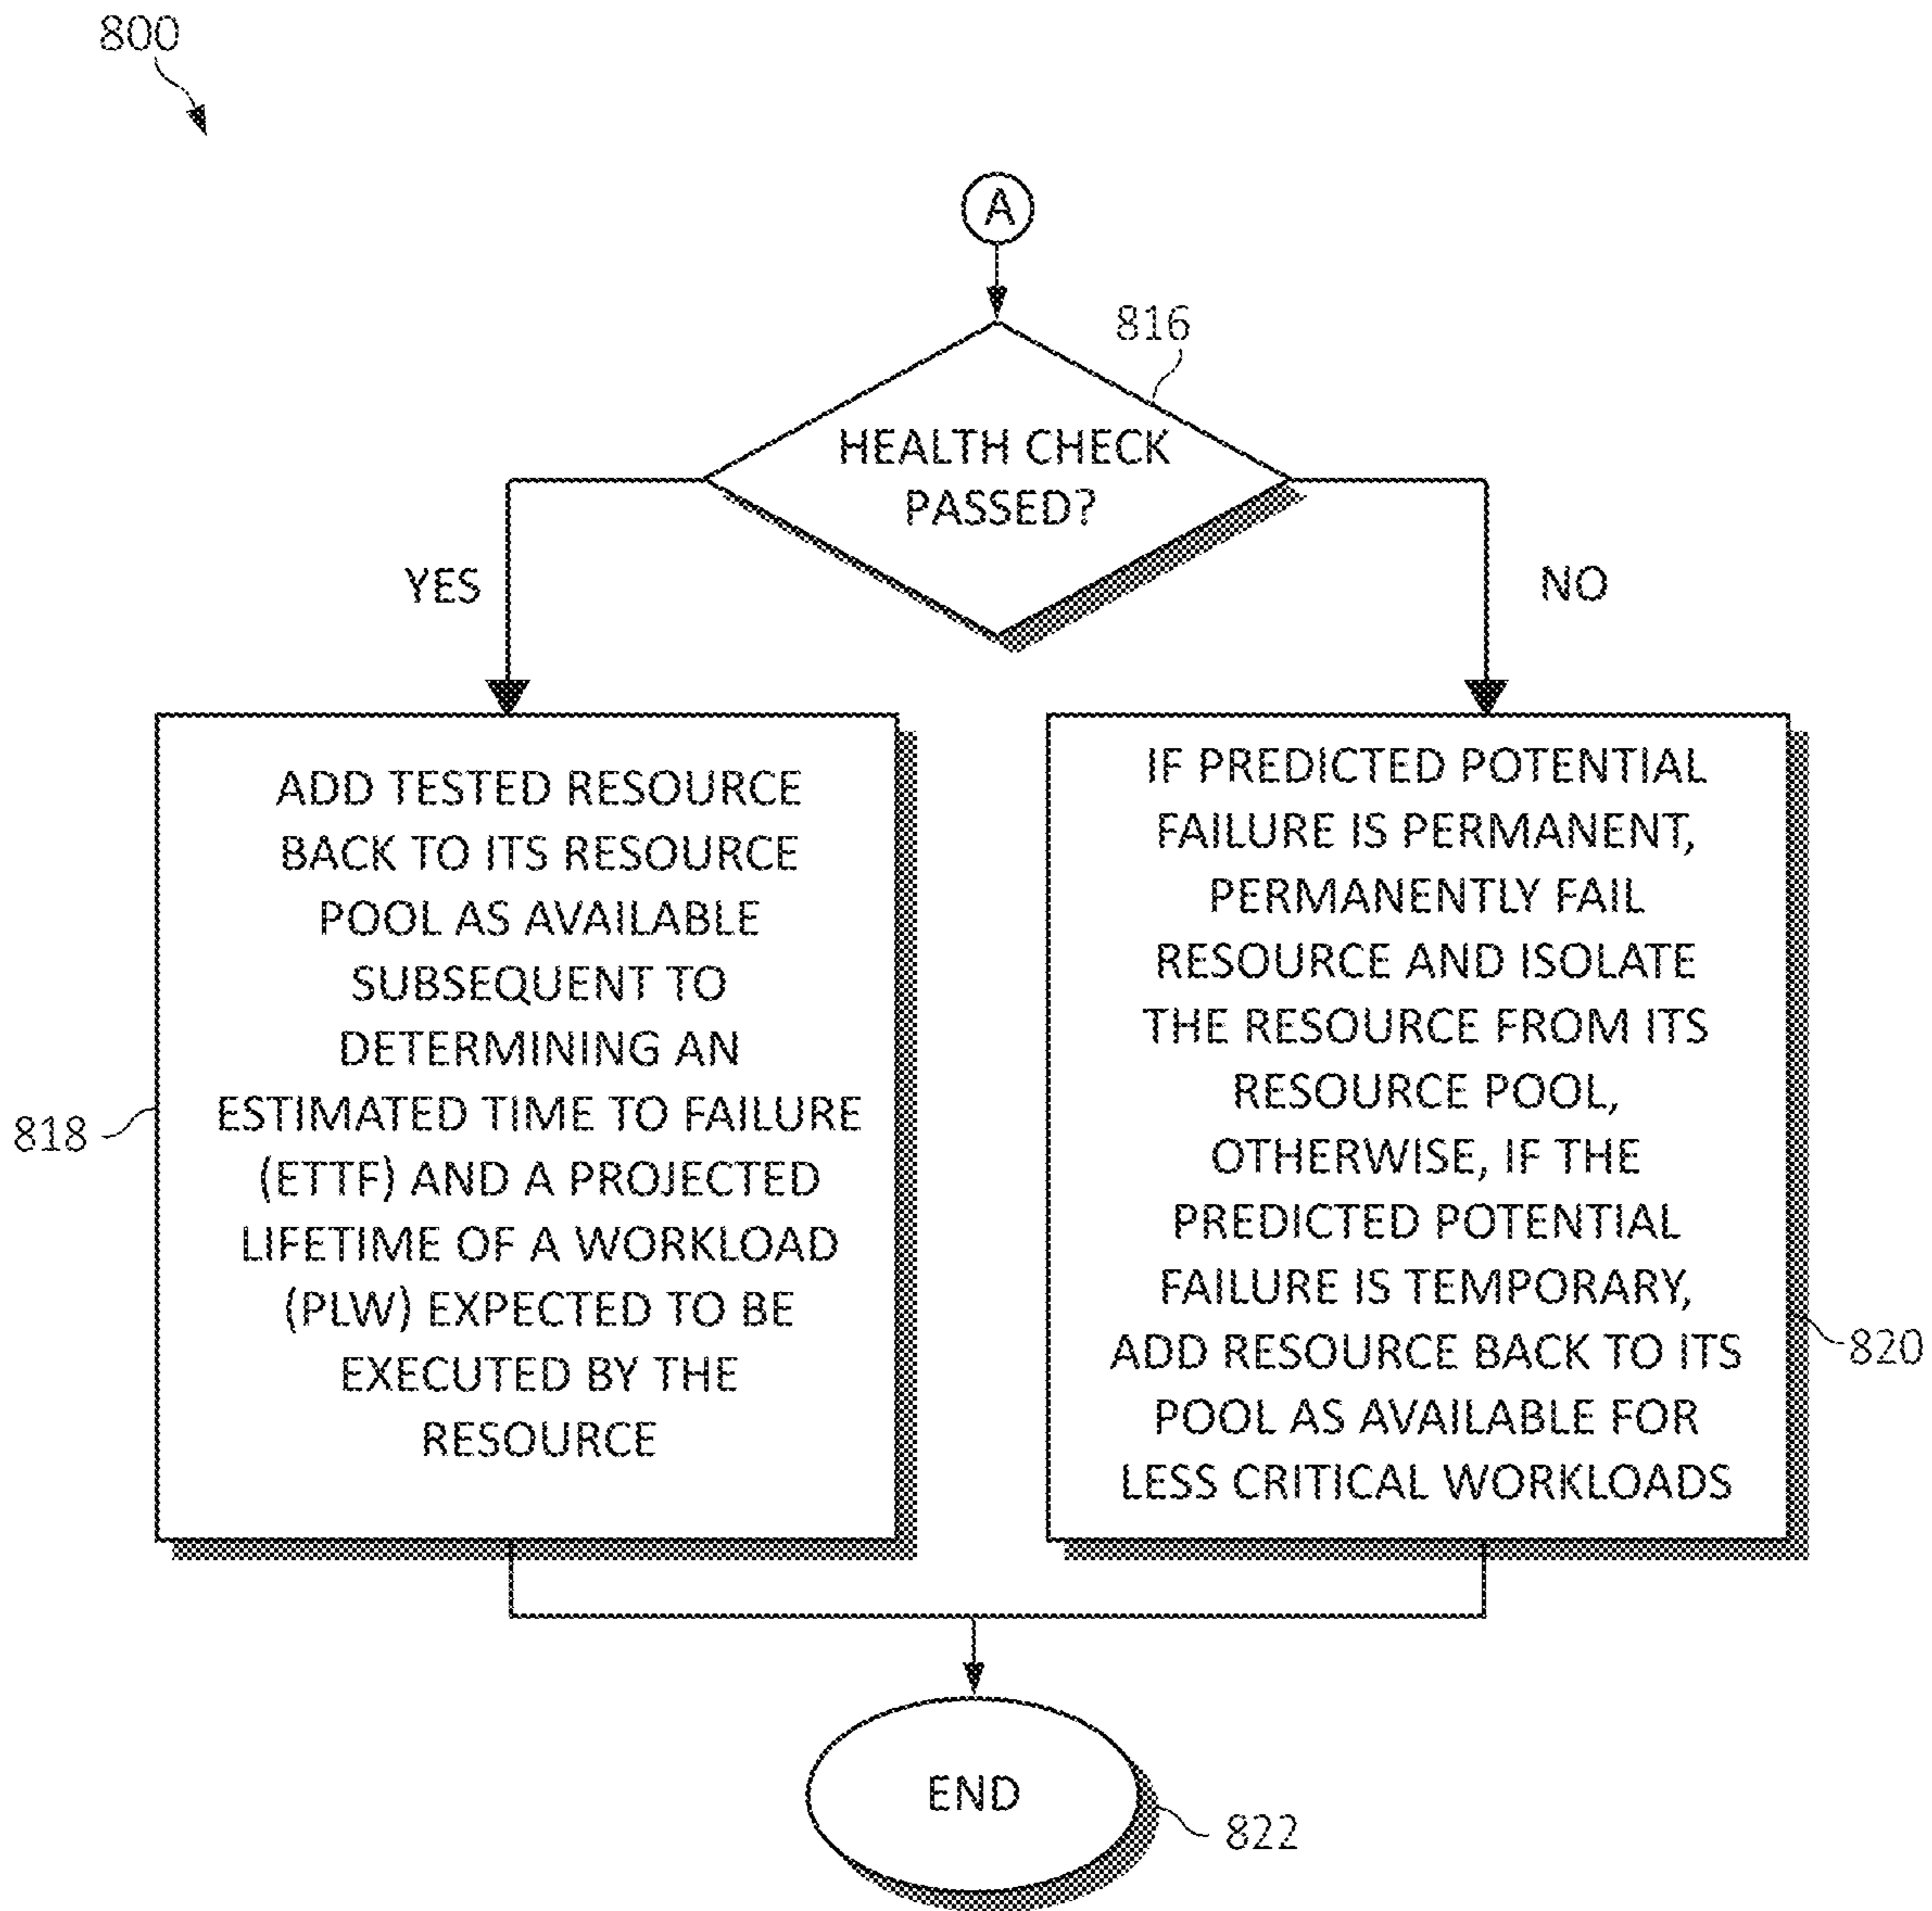 800
A
816
HEALTH CHECK
PASSED?
YES
NO
818
ADD TESTED RESOURCE
BACK TO ITS RESOURCE
POOL AS AVAILABLE
SUBSEQUENT TO
DETERMINING AN
ESTIMATED TIME TO FAILURE
(ETTF) AND A PROJECTED
LIFETIME OF A WORKLOAD
(PLW) EXPECTED TO BE
EXECUTED BY THE
RESOURCE
IF PREDICTED POTENTIAL
FAILURE IS PERMANENT,
PERMANENTLY FAIL
RESOURCE AND ISOLATE
THE RESOURCE FROM ITS
RESOURCE POOL,
OTHERWISE, IF THE
PREDICTED POTENTIAL
FAILURE IS TEMPORARY,
ADD RESOURCE BACK TO ITS
POOL AS AVAILABLE FOR
LESS CRITICAL WORKLOADS
820
END
822